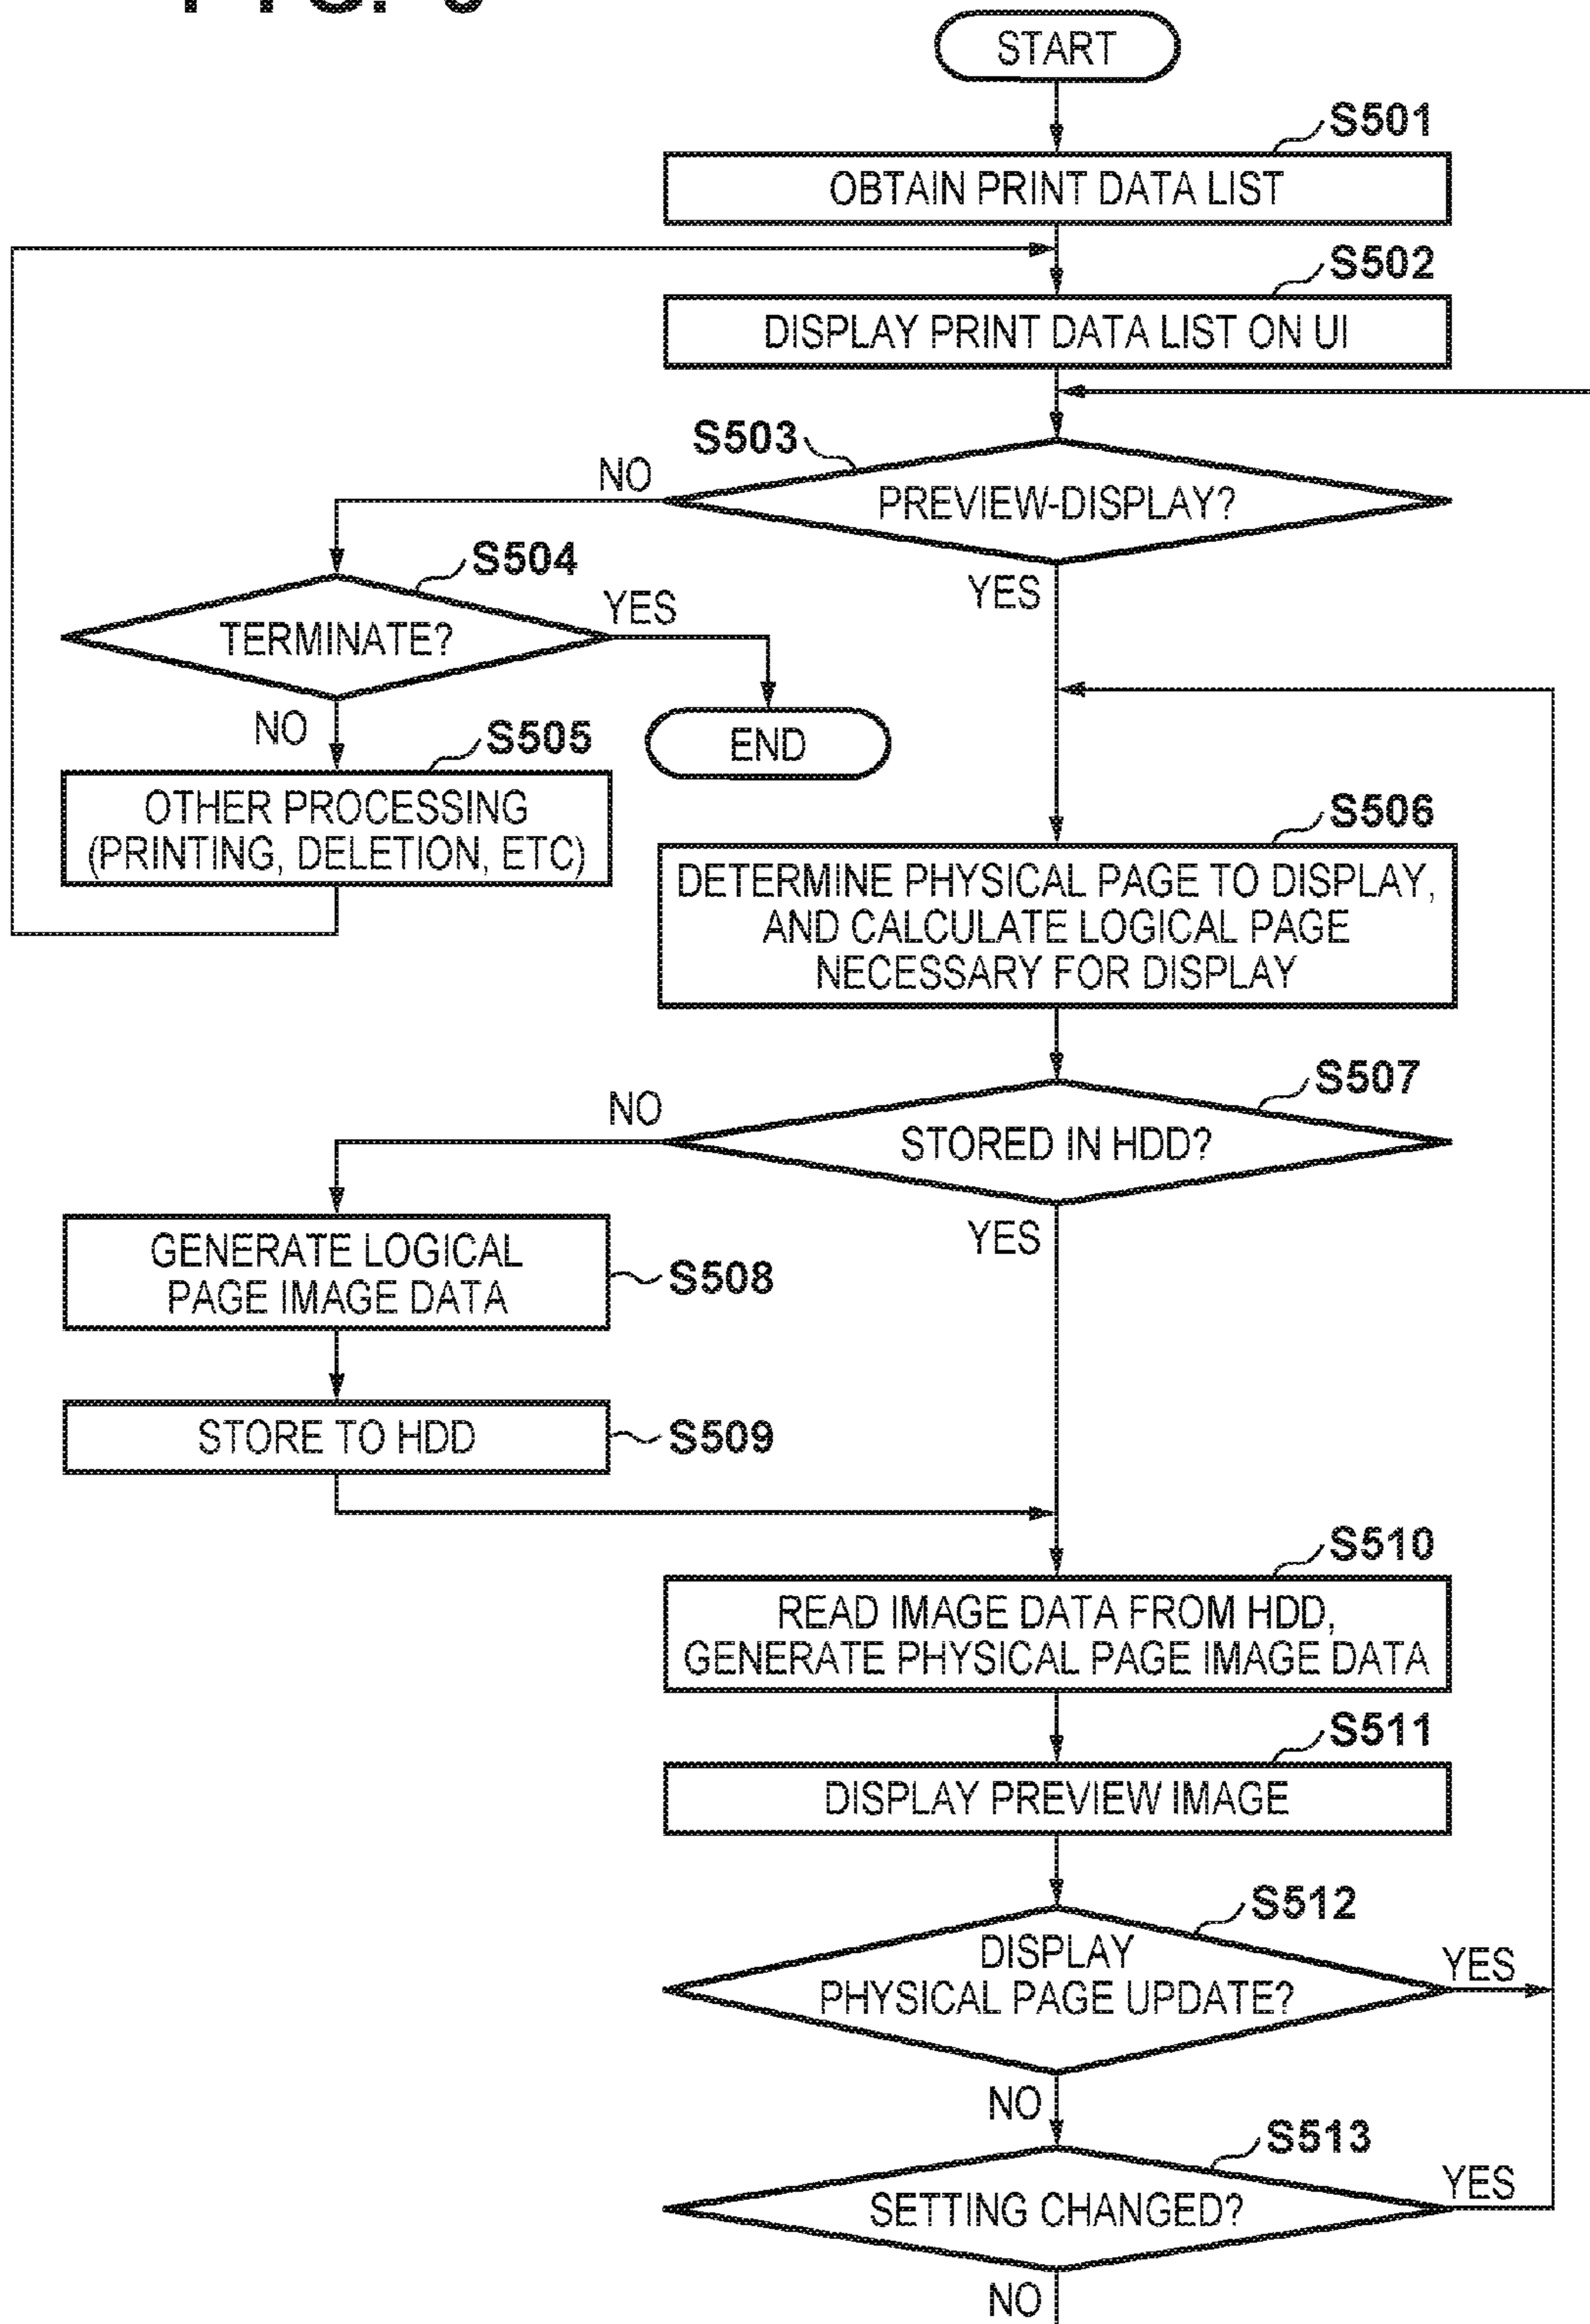 START
S501
OBTAIN PRINT DATA LIST
S502
DISPLAY PRINT DATA LIST ON UI
S503
NO
PREVIEW-DISPLAY?
S504
YES
YES
TERMINATE?
NO
S505
END
OTHER PROCESSING
(PRINTING, DELETION, ETC)
S506
DETERMINE PHYSICAL PAGE TO DISPLAY,
AND CALCULATE LOGICAL PAGE
NECESSARY FOR DISPLAY
S507
NO
STORED IN HDD?
YES
GENERATE LOGICAL
PAGE IMAGE DATA
S508
STORE TO HDD
S509
S510
READ IMAGE DATA FROM HDD,
GENERATE PHYSICAL PAGE IMAGE DATA
S511
DISPLAY PREVIEW IMAGE
S512
DISPLAY
PHYSICAL PAGE UPDATE?
YES
NO
S513
SETTING CHANGED?
YES
NO